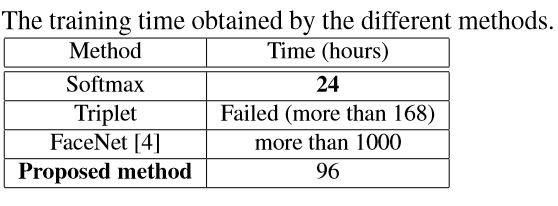 The training time obtained by the different methods.
Method Time (hours)
Softmax 24
Triplet Failed (more than 168)
FaceNet [4] more than 1000
Proposed method 96